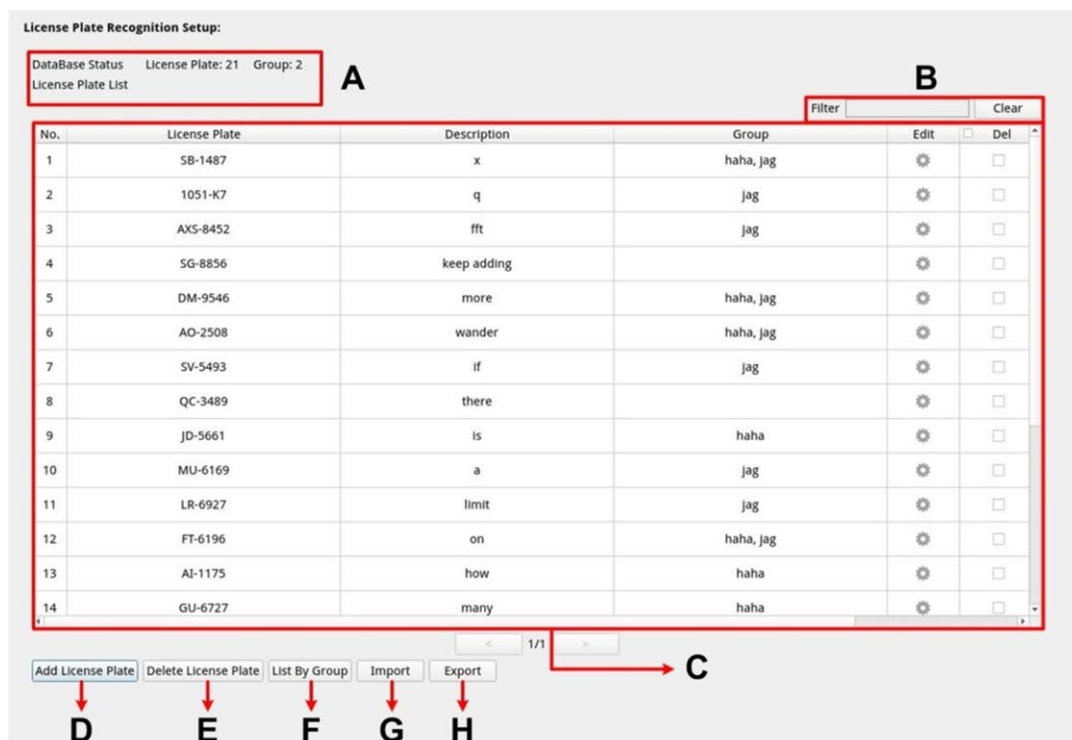 License Plate Recognition Setup:
DataBase Status License Plate: 21 Group: 2
License Plate List
A
B
Filter Clear
No. License Plate Description Group Edit Del
1 SB-1487 x haha, jag
2 1051-K7 q jag
3 AXS-8452 fft jag
4 SG-8856 keep adding
5 DM-9546 more haha, jag
6 AO-2508 wander haha, jag
7 SV-5493 if jag
8 QC-3489 there
9 JD-5661 is haha
10 MU-6169 a jag
11 LR-6927 limit jag
12 FT-6196 on haha, jag
13 AI-1175 how haha
14 GU-6727 many haha
< 1/1 >
C
Add License Plate Delete License Plate List By Group Import Export
D E F G H